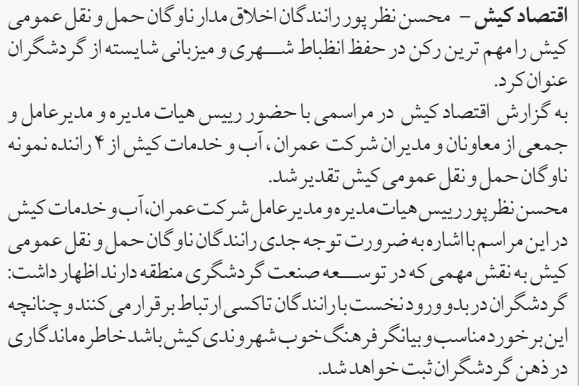 اقتصاد کیش – محسن نظر پور رانندگان اخلاق مدار ناوگان حمل و نقل عمومی
کیش را مهم ترین رکن در حفظ انظباط شهری و میزبانی شایسته از گردشگران
عنوان کرد.
به گزارش اقتصاد کیش در مراسمی با حضور رییس هیات مدیره و مدیرعامل و
جمعی از معاونان و مدیران شرکت عمران ، آب و خدمات کیش از ۴ راننده نمونه
ناوگان حمل و نقل عمومی کیش تقدیر شد.
محسن نظر پور رییس هیات مدیره و مدیر عامل شرکت عمران، آب و خدمات کیش
در این مراسم با اشاره به ضرورت توجه جدی رانندگان ناوگان حمل و نقل عمومی
کیش به نقش مهمی که در توسعه صنعت گردشگری منطقه دارند اظهار داشت:
گردشگران در بدو ورود نخست با رانندگان تاکسی ارتباط برقرار می کنند و چنانچه
این برخورد مناسب و بیانگر فرهنگ خوب شهروندی کیش باشد خاطره ماندگاری
در ذهن گردشگران ثبت خواهد شد.